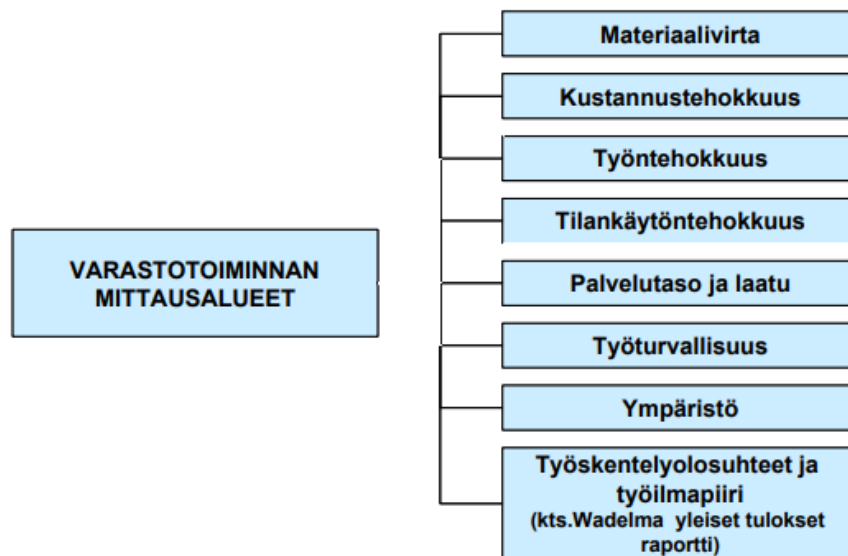 Materiaalivirta
Kustannustehokkuus
Työntehokkuus
Tilankäytöntehokkuus
VARASTOTOIMINNAN
MITTAUSALUEET
Palvelutaso ja laatu
Työturvallisuus
Ympäristö
Työskentelyolosuhteet ja
työilmapiiri
(kts.Wadelma yleiset tulokset
raportti)